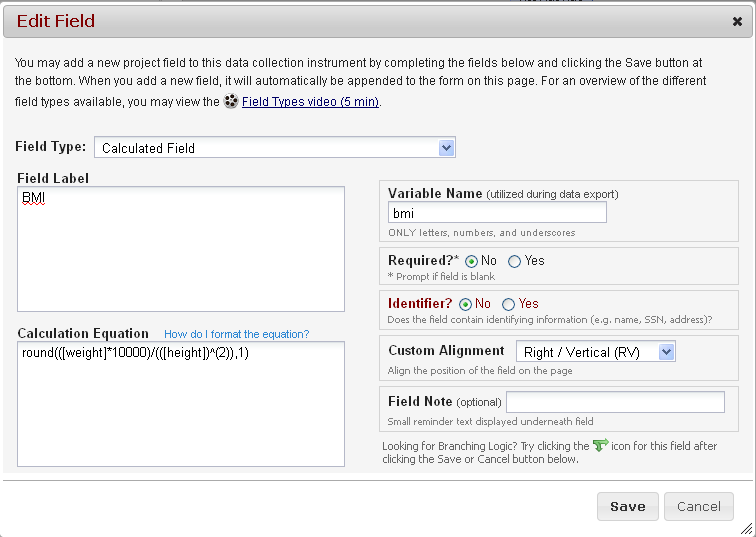 Edit Field
You may add a new project field to this data collection instrument by completing the fields below and clicking the Save button at
the bottom. When you add a new field, it will automatically be appended to the form on this page. For an overview of the different
field types available, you may view the Field Types video (5 min).
Field Type: Calculated Field
Field Label
BMI
Calculation Equation How do I format the equation?
round(([weight]*10000)/(([height])^(2)),1)
Variable Name (utilized during data export)
bmi
ONLY letters, numbers, and underscores
Required?* No Yes
* Prompt if field is blank
Identifier? No Yes
Does the field contain identifying information (e.g. name, SSN, address)?
Custom Alignment Right / Vertical (RV)
Align the position of the field on the page
Field Note (optional)
Small reminder text displayed underneath field
Looking for Branching Logic? Try clicking the icon for this field after
clicking the Save or Cancel button below.
Save Cancel